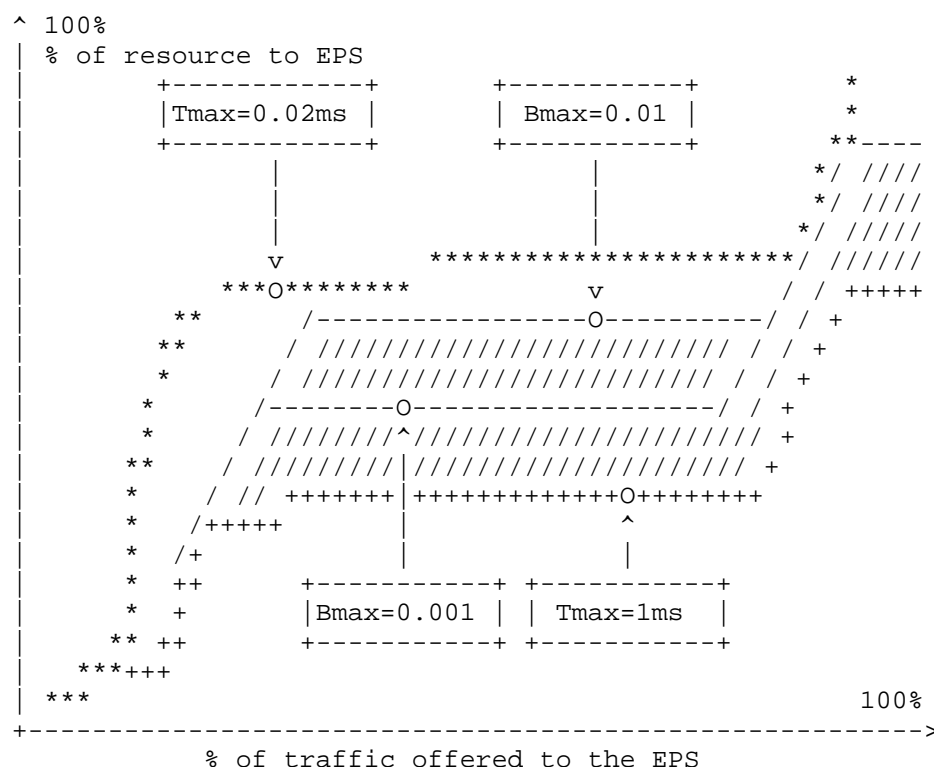 100%
% of resource to EPS
Tmax=0.02ms Bmax=0.01
Bmax=0.001 Tmax=1ms
100%
% of traffic offered to the EPS